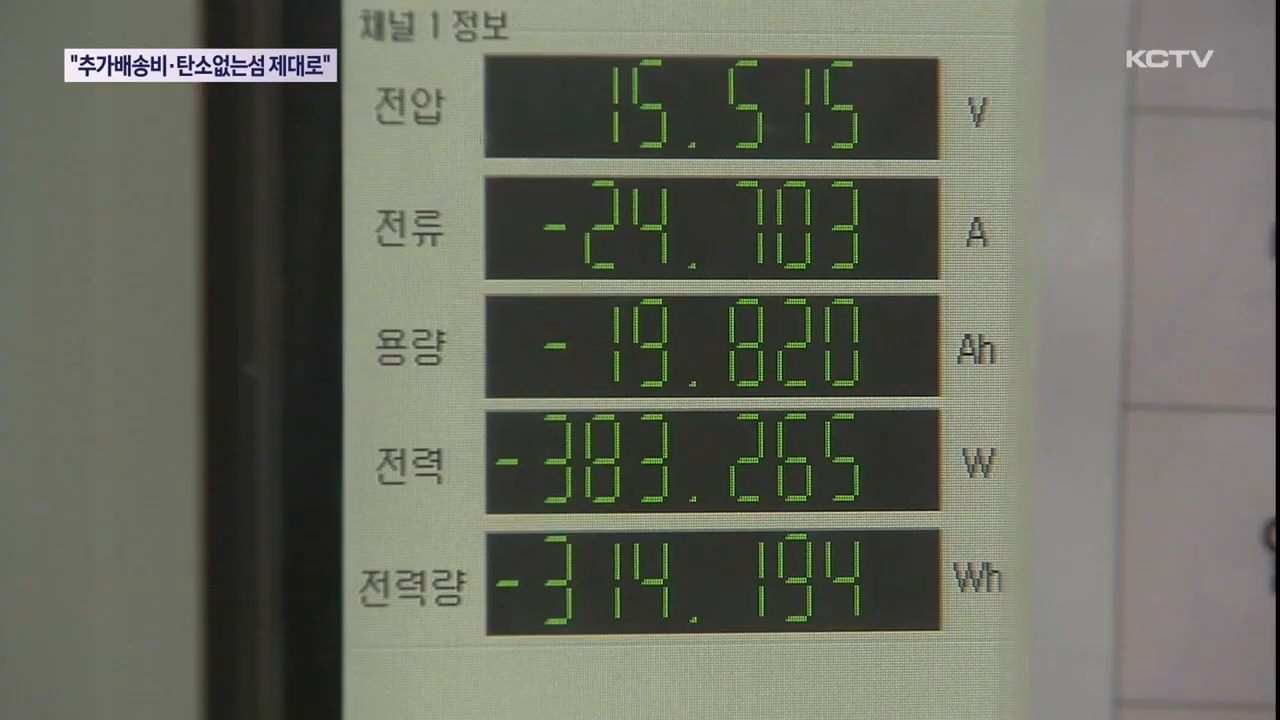 채널 1 정보
"추가배송비·탄소없는섬 제대로"
KCTV
전압 15.515 V
전류 -24.703 A
용량 -19.820 Ah
전력 -383.265 W
전력량 -314.194 Wh